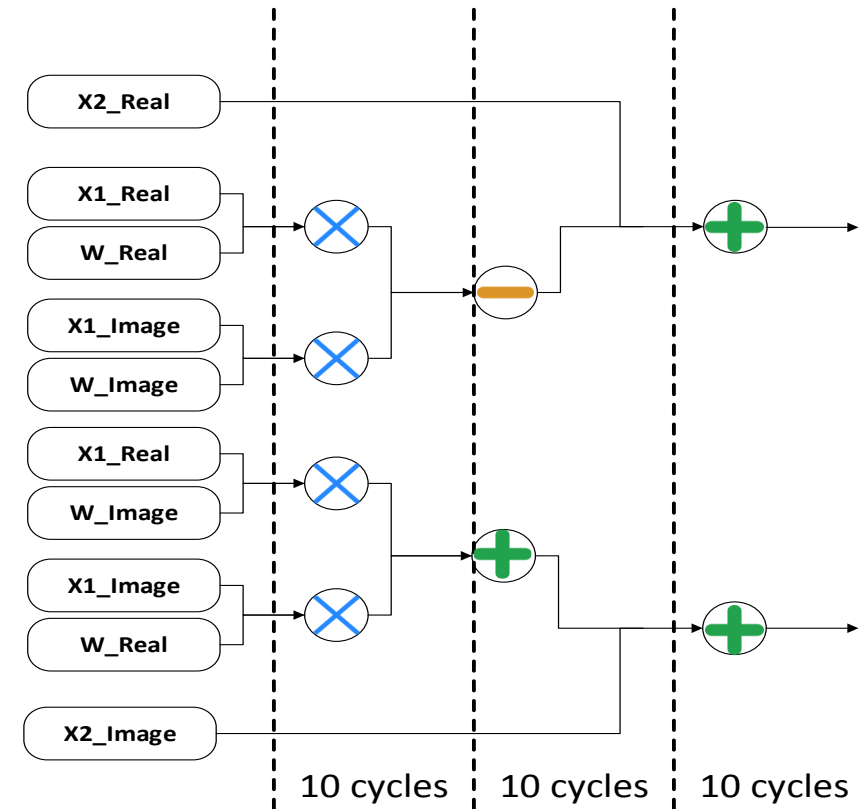 X2_Real
X1_Real
W_Real
X1_Image
W_Image
X1_Real
W_Image
X1_Image
W_Real
X2_Image
10 cycles
10 cycles
10 cycles